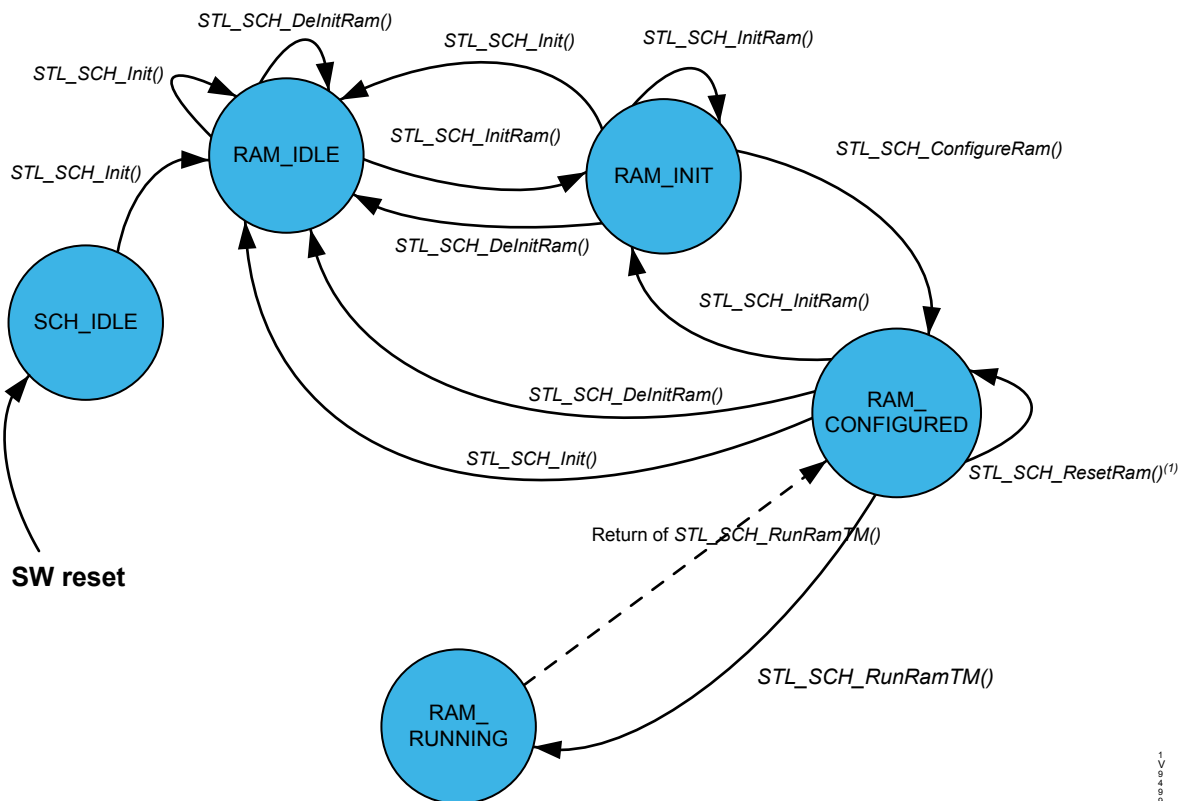 STL_SCH_DeInitRam()
STL_SCH_Init()
STL_SCH_InitRam()
STL_SCH_Init()
STL_SCH_InitRam()
STL_SCH_ConfigureRam()
RAM_IDLE
STL_SCH_Init()
RAM_INIT
STL_SCH_DeInitRam()
STL_SCH_InitRam()
SCH_IDLE
STL_SCH_DeInitRam()
RAM_
CONFIGURED
STL_SCH_Init()
STL_SCH_ResetRam()(1)
Return of STL_SCH_RunRamTM()
SW reset
STL_SCH_RunRamTM()
RAM_
RUNNING